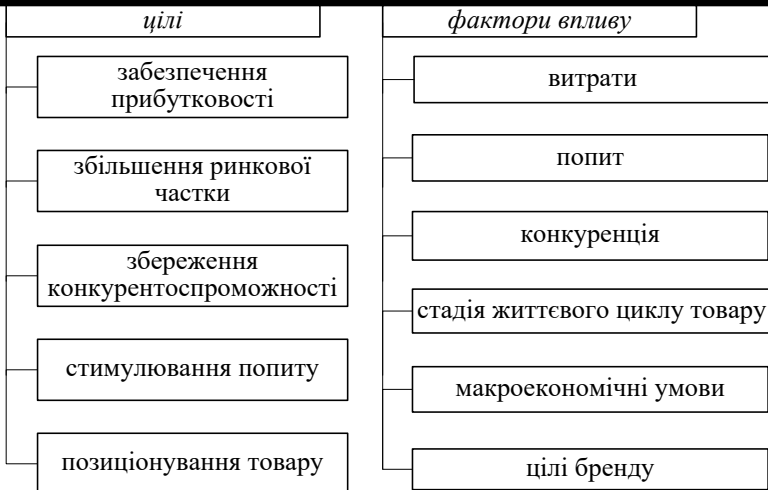 цілі
забезпечення
прибутковості
збільшення ринкової
частки
збереження
конкурентоспроможності
стимулювання попиту
позиціонування товару
фактори впливу
витрати
попит
конкуренція
стадія життєвого циклу товару
макроекономічні умови
цілі бренду